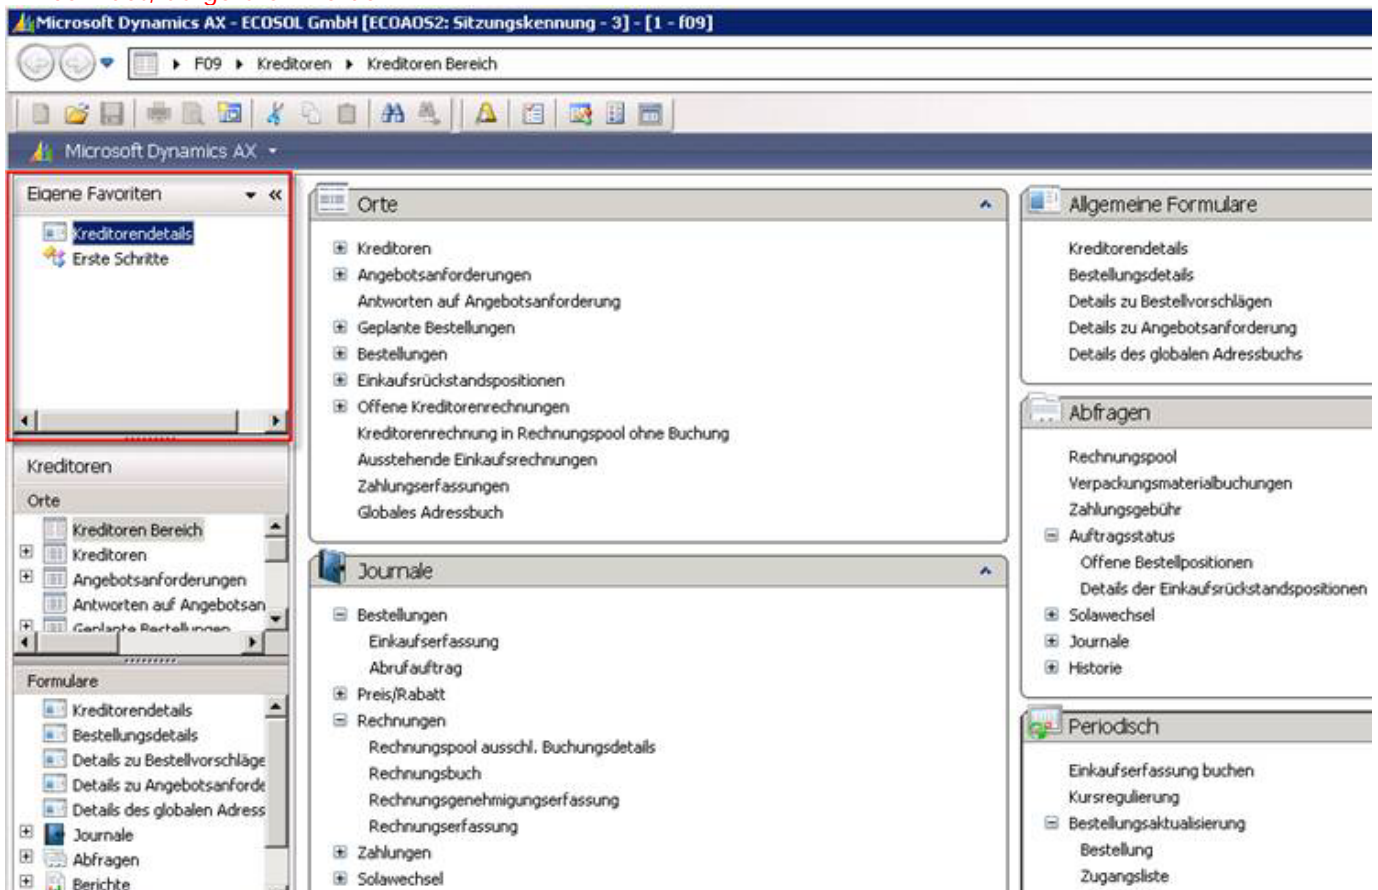 Microsoft Dynamics AX - ECOSOL GmbH [ECOAOS2: Sitzungskennung - 3] - [1 - f09]
F09 Kreditoren Kreditoren Bereich
Microsoft Dynamics AX
Eigene Favoriten
Kreditorendetails
Erste Schritte
Kreditoren
Orte
Kreditoren Bereich
Kreditoren
Angebotsanforderungen
Antworten auf Angebotsan
Geplante Bestellungen
Formulare
Kreditorendetails
Bestellungsdetails
Details zu Bestellvorschläge
Details zu Angebotsanforde
Details des globalen Adress
Journale
Abfragen
Berichte
Orte
Kreditoren
Angebotsanforderungen
Antworten auf Angebotsanforderung
Geplante Bestellungen
Bestellungen
Einkaufsrückstandspositionen
Offene Kreditorenrechnungen
Kreditorenrechnung in Rechnungspool ohne Buchung
Ausstehende Einkaufsrechnungen
Zahlungserfassungen
Globales Adressbuch
Journale
Bestellungen
Einkaufserfassung
Abrufauftrag
Preis/Rabatt
Rechnungen
Rechnungspool ausschl. Buchungsdetails
Rechnungsbuch
Rechnungsgenehmigungserfassung
Rechnungserfassung
Zahlungen
Solawechsel
Allgemeine Formulare
Kreditorendetails
Bestellungsdetails
Details zu Bestellvorschlägen
Details zu Angebotsanforderung
Details des globalen Adressbuchs
Abfragen
Rechnungspool
Verpackungsmaterialbuchungen
Zahlungsgebühr
Auftragsstatus
Offene Bestellpositionen
Details der Einkaufsrückstandspositionen
Solawechsel
Journale
Historie
Periodisch
Einkaufserfassung buchen
Kursregulierung
Bestellungsaktualisierung
Bestellung
Zugangsliste